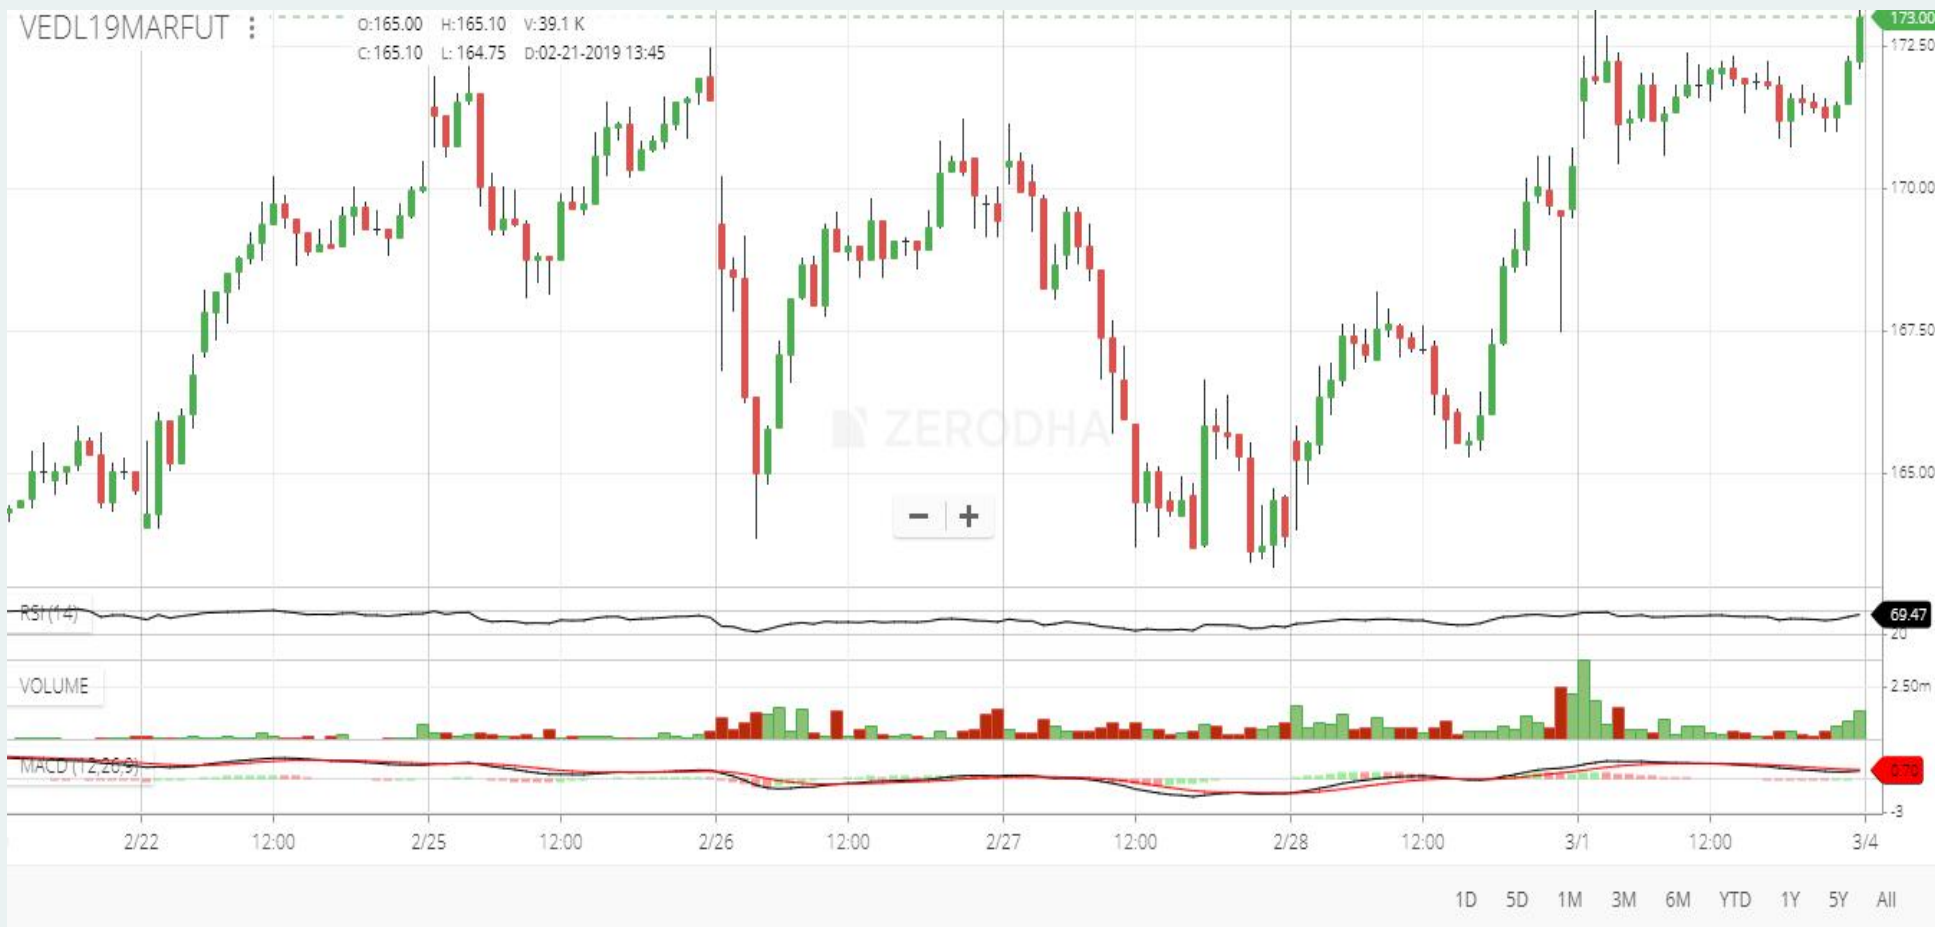 VEDL19MARFUT
O:165.00 H:165.10 V:39.1 K
C:165.10 L: 164.75 D:02-21-2019 13:45
173.00
172.50
170.00
167.50
ZERODHA
165.00
− +
RSI (14)
69.47
20
VOLUME
2.50m
MACD (12,26,9)
0.70
-3
2/22 12:00 2/25 12:00 2/26 12:00 2/27 12:00 2/28 12:00 3/1 12:00 3/4
1D 5D 1M 3M 6M YTD 1Y 5Y All